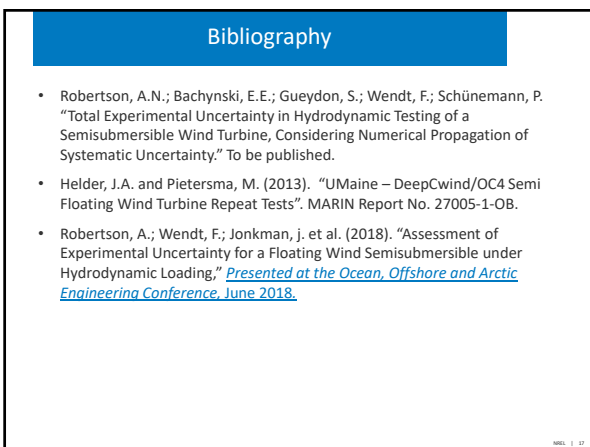 Bibliography
• Robertson, A.N.; Bachynski, E.E.; Gueydon, S.; Wendt, F.; Schünemann, P.
“Total Experimental Uncertainty in Hydrodynamic Testing of a
Semisubmersible Wind Turbine, Considering Numerical Propagation of
Systematic Uncertainty.” To be published.
• Helder, J.A. and Pietersma, M. (2013). “UMaine – DeepCwind/OC4 Semi
Floating Wind Turbine Repeat Tests”. MARIN Report No. 27005-1-OB.
• Robertson, A.; Wendt, F.; Jonkman, j. et al. (2018). “Assessment of
Experimental Uncertainty for a Floating Wind Semisubmersible under
Hydrodynamic Loading,” Presented at the Ocean, Offshore and Arctic
Engineering Conference, June 2018.
NREL | 17